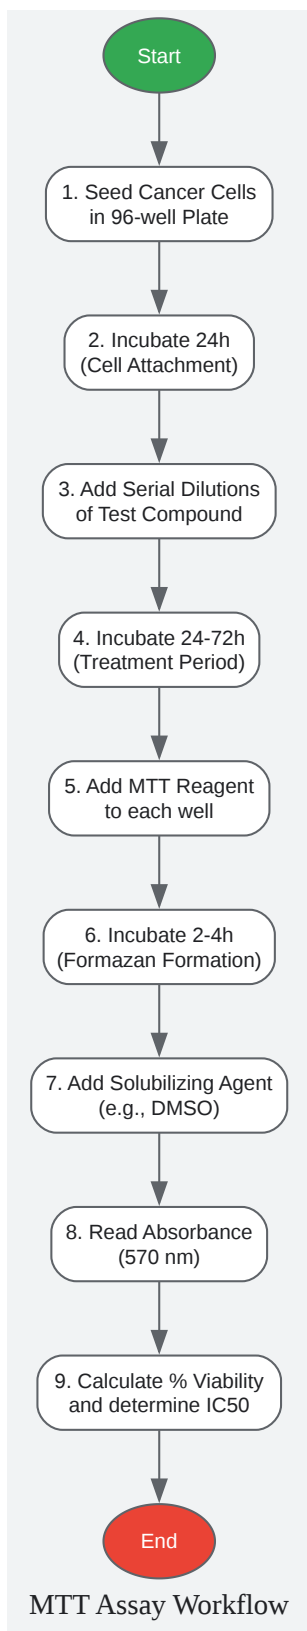 Start
1. Seed Cancer Cells
in 96-well Plate
2. Incubate 24h
(Cell Attachment)
3. Add Serial Dilutions
of Test Compound
4. Incubate 24-72h
(Treatment Period)
5. Add MTT Reagent
to each well
6. Incubate 2-4h
(Formazan Formation)
7. Add Solubilizing Agent
(e.g., DMSO)
8. Read Absorbance
(570 nm)
9. Calculate % Viability
and determine IC50
End
MTT Assay Workflow